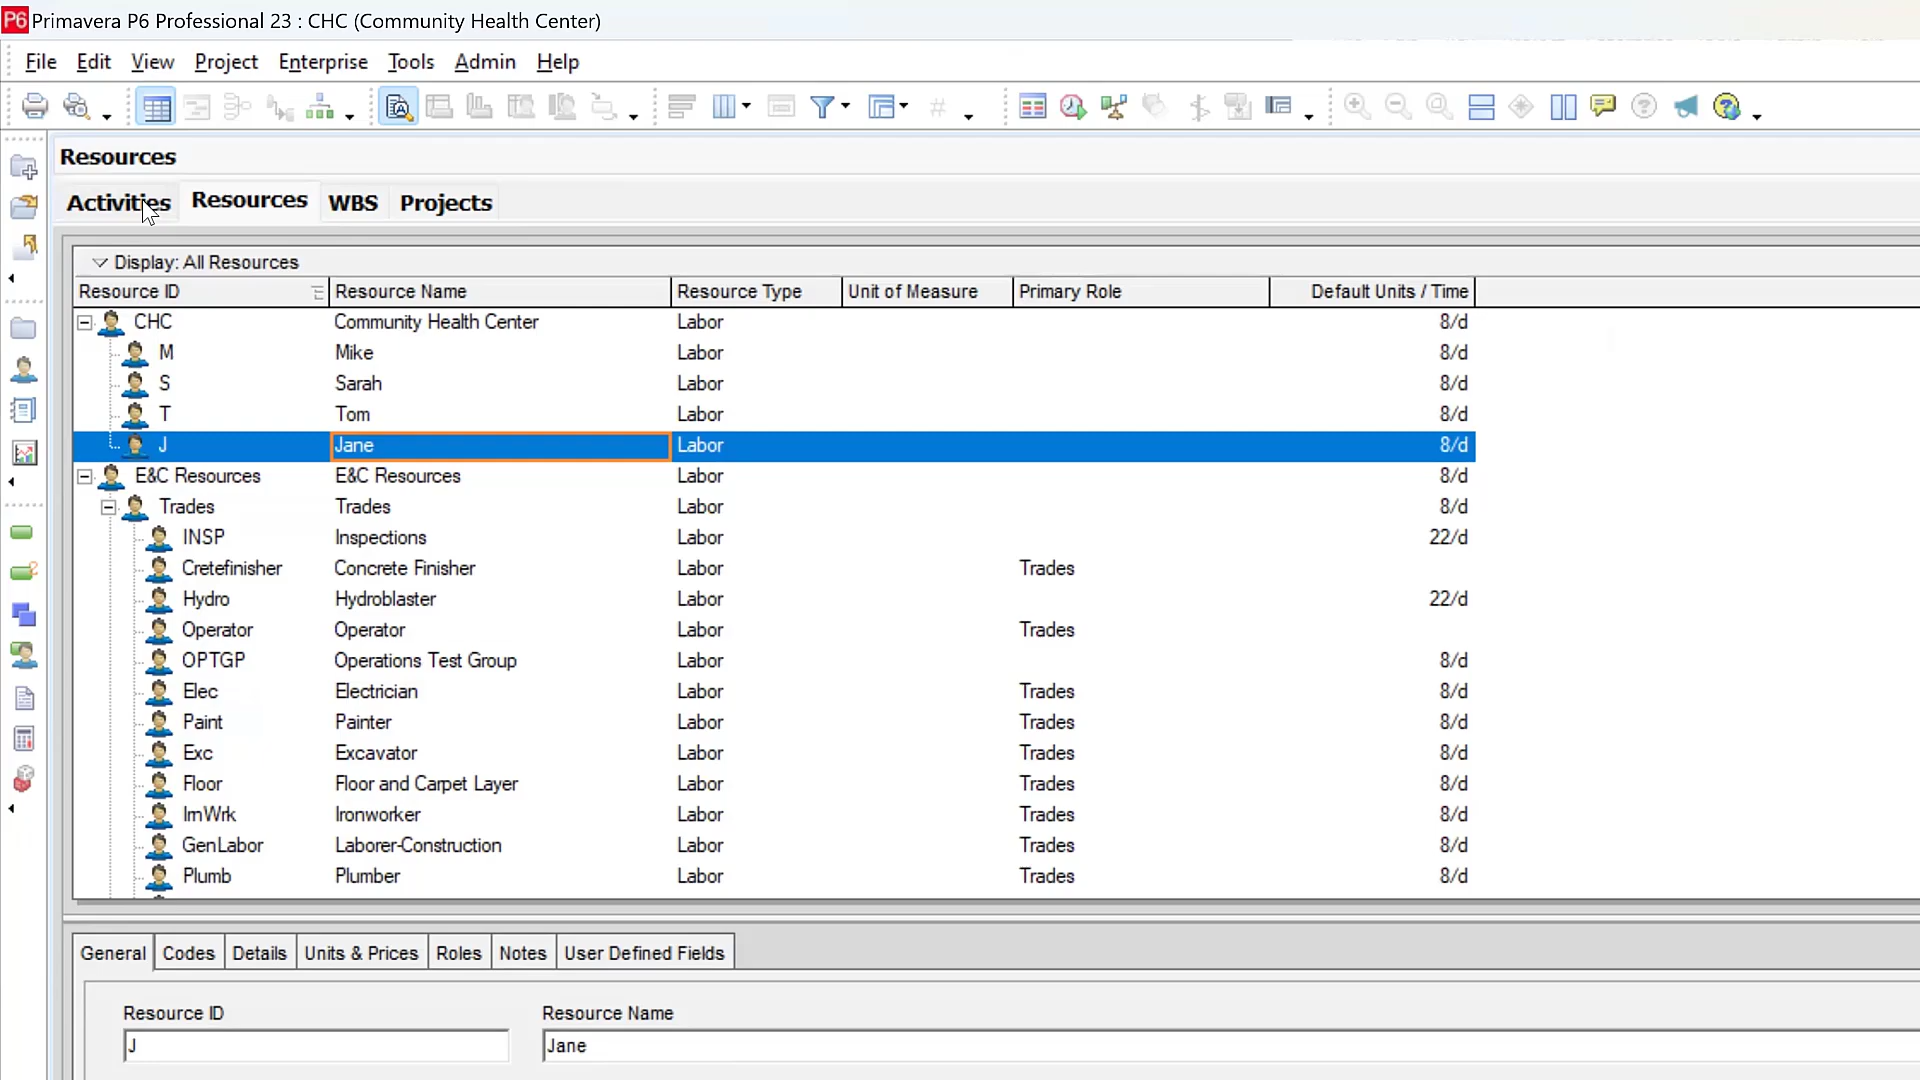 P6 Primavera P6 Professional 23 : CHC (Community Health Center)
File Edit View Project Enterprise Tools Admin Help
Resources
Activities Resources WBS Projects
Display: All Resources
Resource ID Resource Name Resource Type Unit of Measure Primary Role Default Units / Time
CHC Community Health Center Labor 8/d
M Mike Labor 8/d
S Sarah Labor 8/d
T Tom Labor 8/d
J Jane Labor 8/d
E&C Resources E&C Resources Labor 8/d
Trades Trades Labor 8/d
INSP Inspections Labor 22/d
Cretefinisher Concrete Finisher Labor Trades
Hydro Hydroblaster Labor 22/d
Operator Operator Labor Trades
OPTGP Operations Test Group Labor 8/d
Elec Electrician Labor Trades 8/d
Paint Painter Labor Trades 8/d
Exc Excavator Labor Trades 8/d
Floor Floor and Carpet Layer Labor Trades 8/d
IrnWrk Ironworker Labor Trades 8/d
GenLabor Laborer-Construction Labor Trades 8/d
Plumb Plumber Labor Trades 8/d
General Codes Details Units & Prices Roles Notes User Defined Fields
Resource ID Resource Name
J Jane